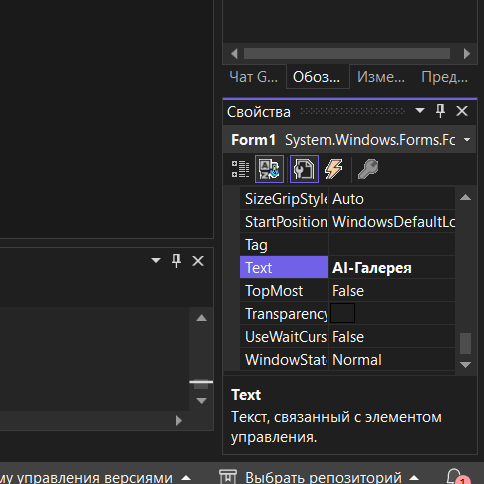 Чат G... Обоз... Изме... Пред...
Свойства
Form1 System.Windows.Forms.Fo
SizeGripStyle Auto
StartPosition WindowsDefaultLo
Tag
Text AI-Галерея
TopMost False
Transparency
UseWaitCurs False
WindowState Normal
Text
Текст, связанный с элементом
управления.
му управления версиями Выбрать репозиторий 1